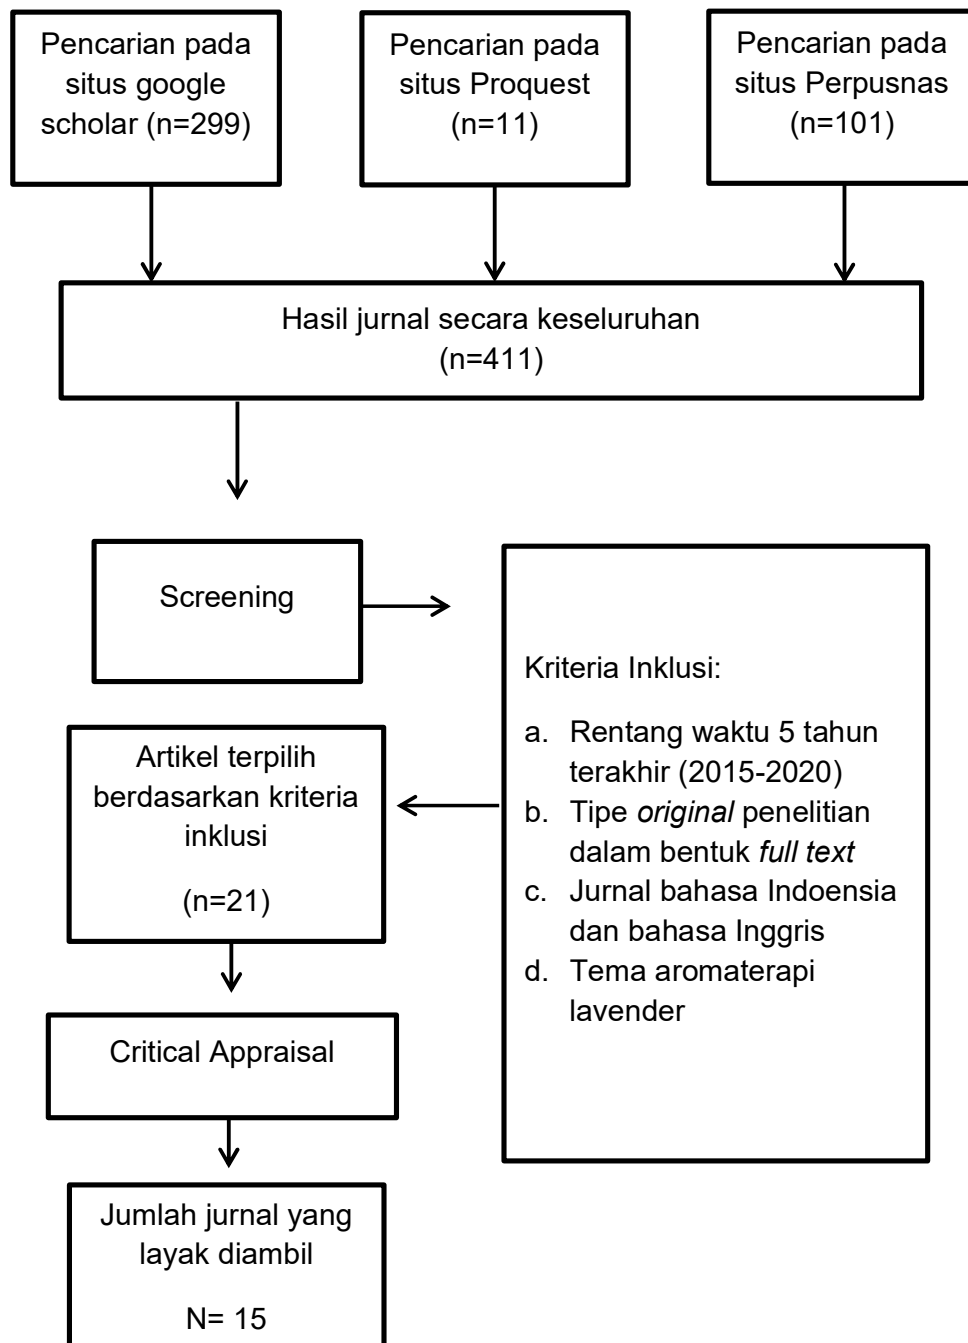 Pencarian pada
situs google
scholar (n=299)
Pencarian pada
situs Proquest
(n=11)
Pencarian pada
situs Perpusnas
(n=101)
Hasil jurnal secara keseluruhan
(n=411)
Screening
Kriteria Inklusi:
a. Rentang waktu 5 tahun
terakhir (2015-2020)
b. Tipe original penelitian
dalam bentuk full text
c. Jurnal bahasa Indoensia
dan bahasa Inggris
d. Tema aromaterapi
lavender
Artikel terpilih
berdasarkan kriteria
inklusi
(n=21)
Critical Appraisal
Jumlah jurnal yang
layak diambil
N= 15